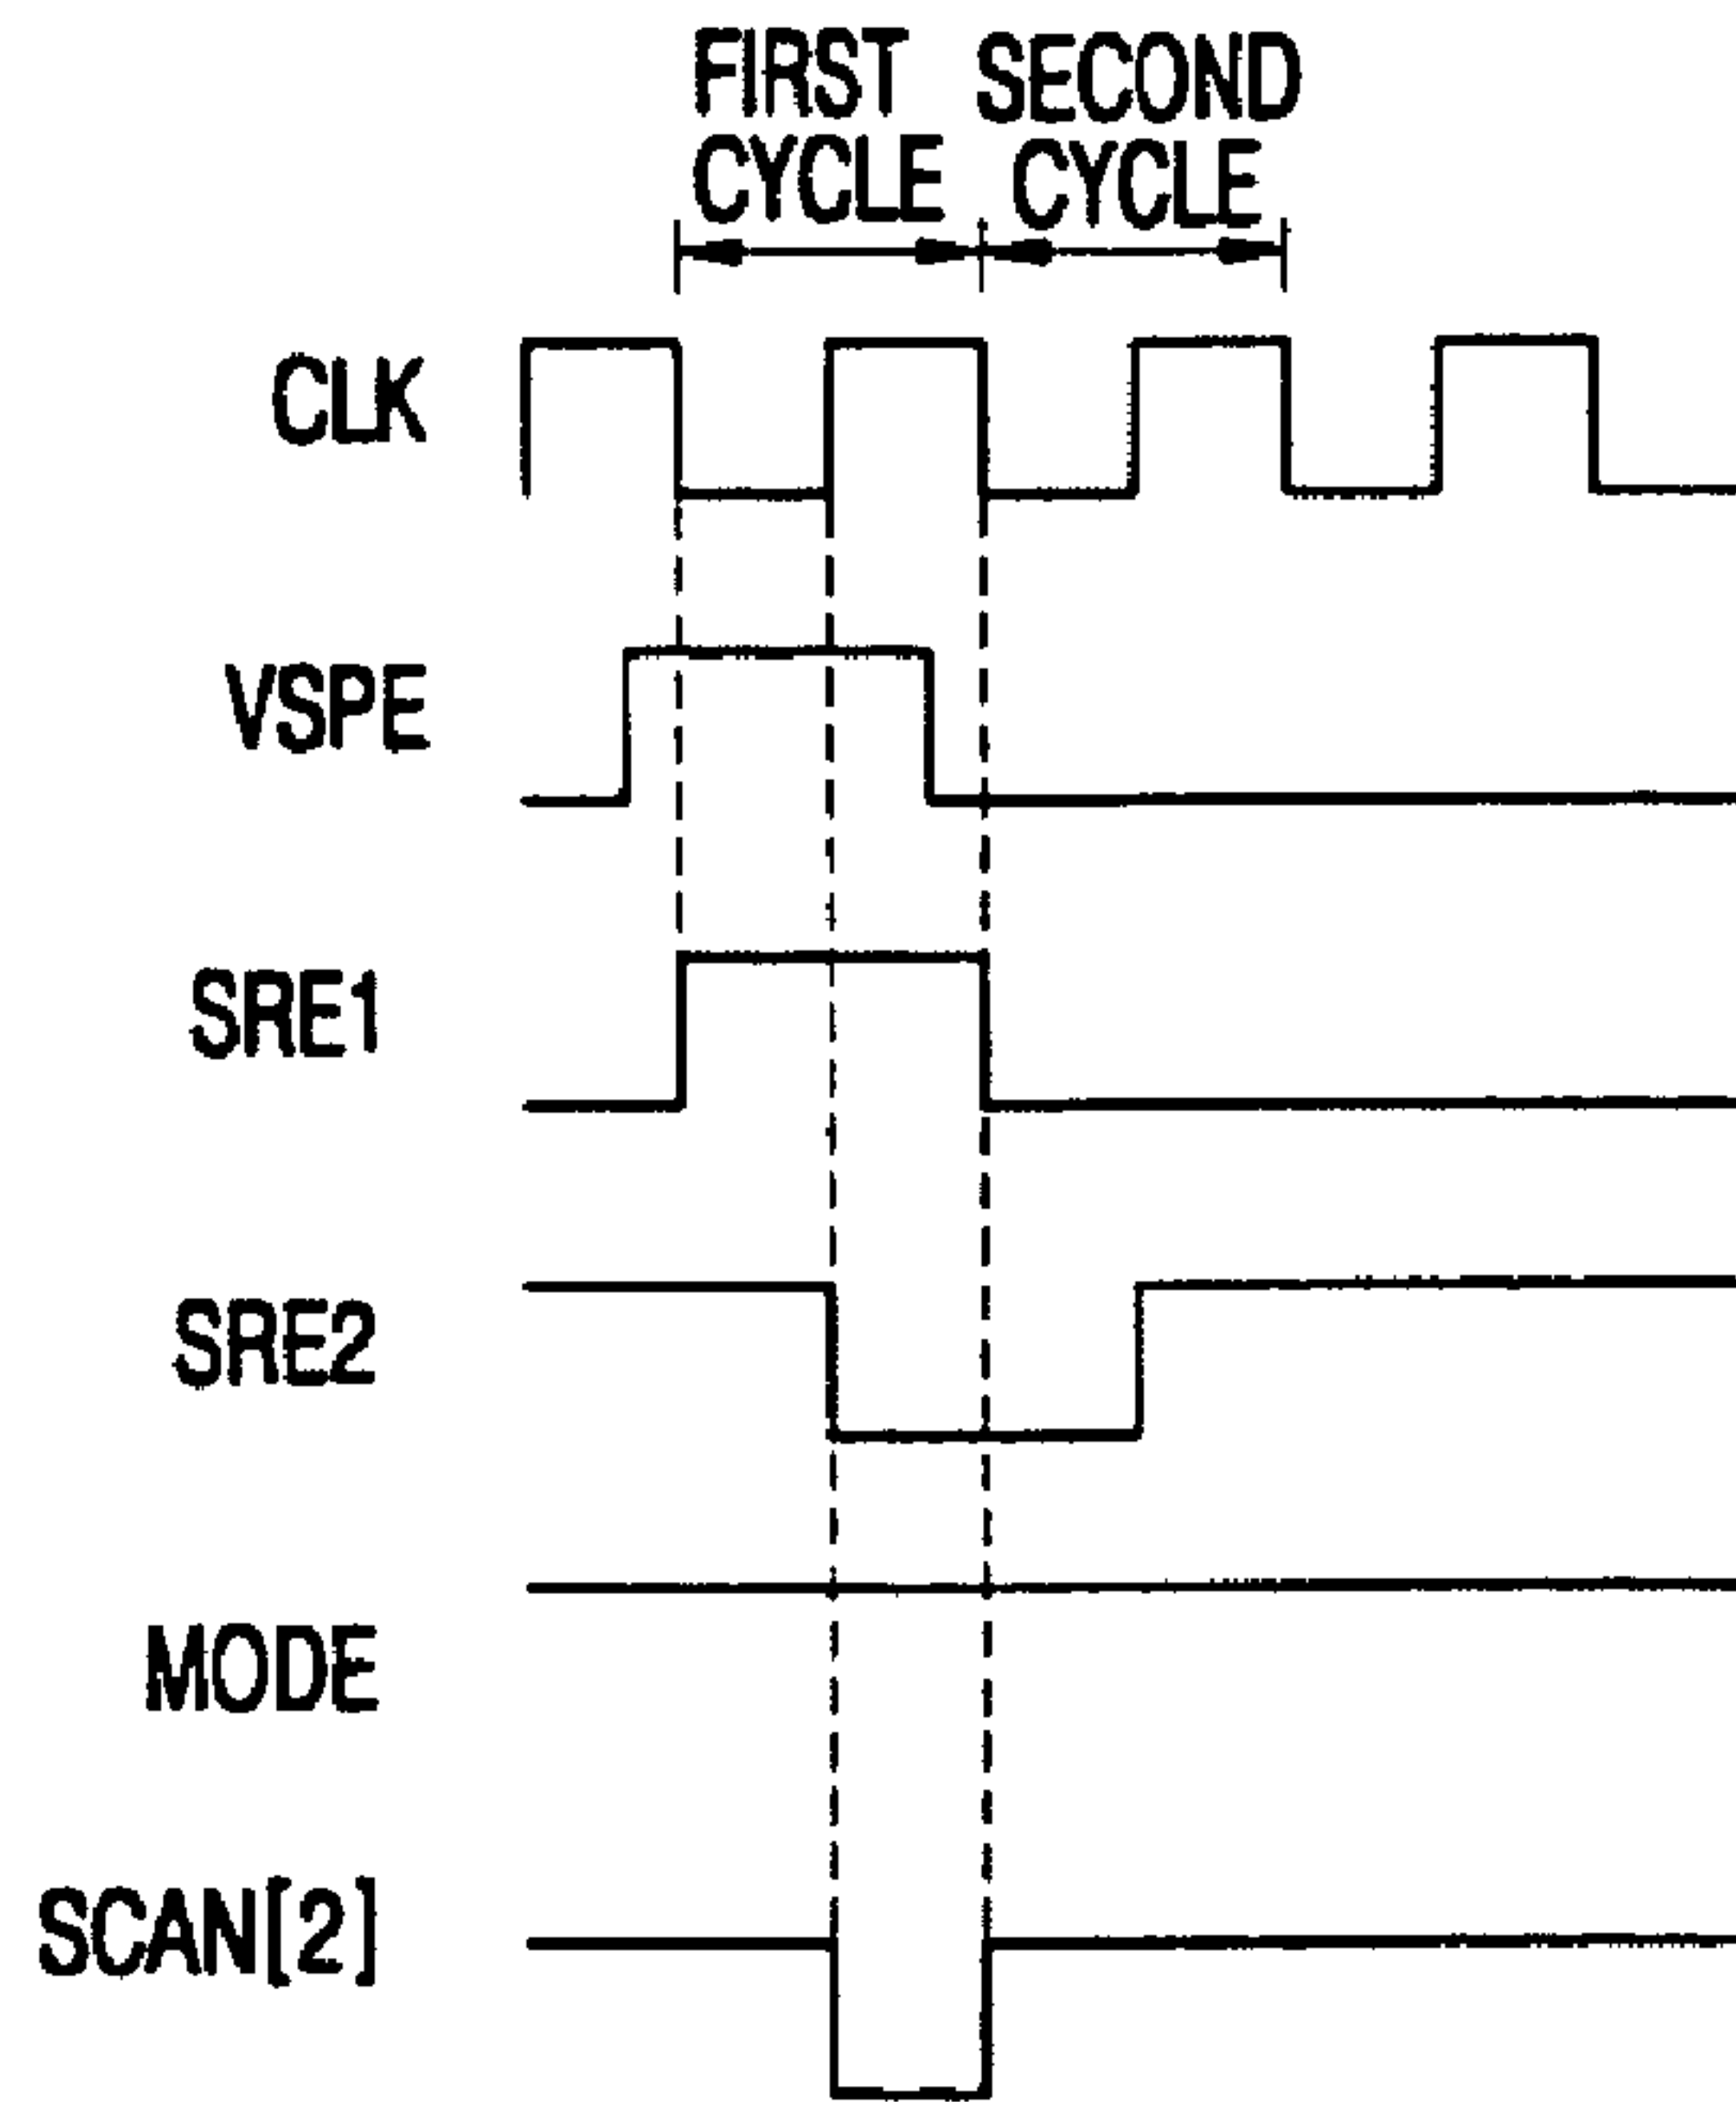 FIRST SECOND
CYCLE CYCLE
CLK
VSPE
SRE1
SRE2
MODE
SCAN[2]